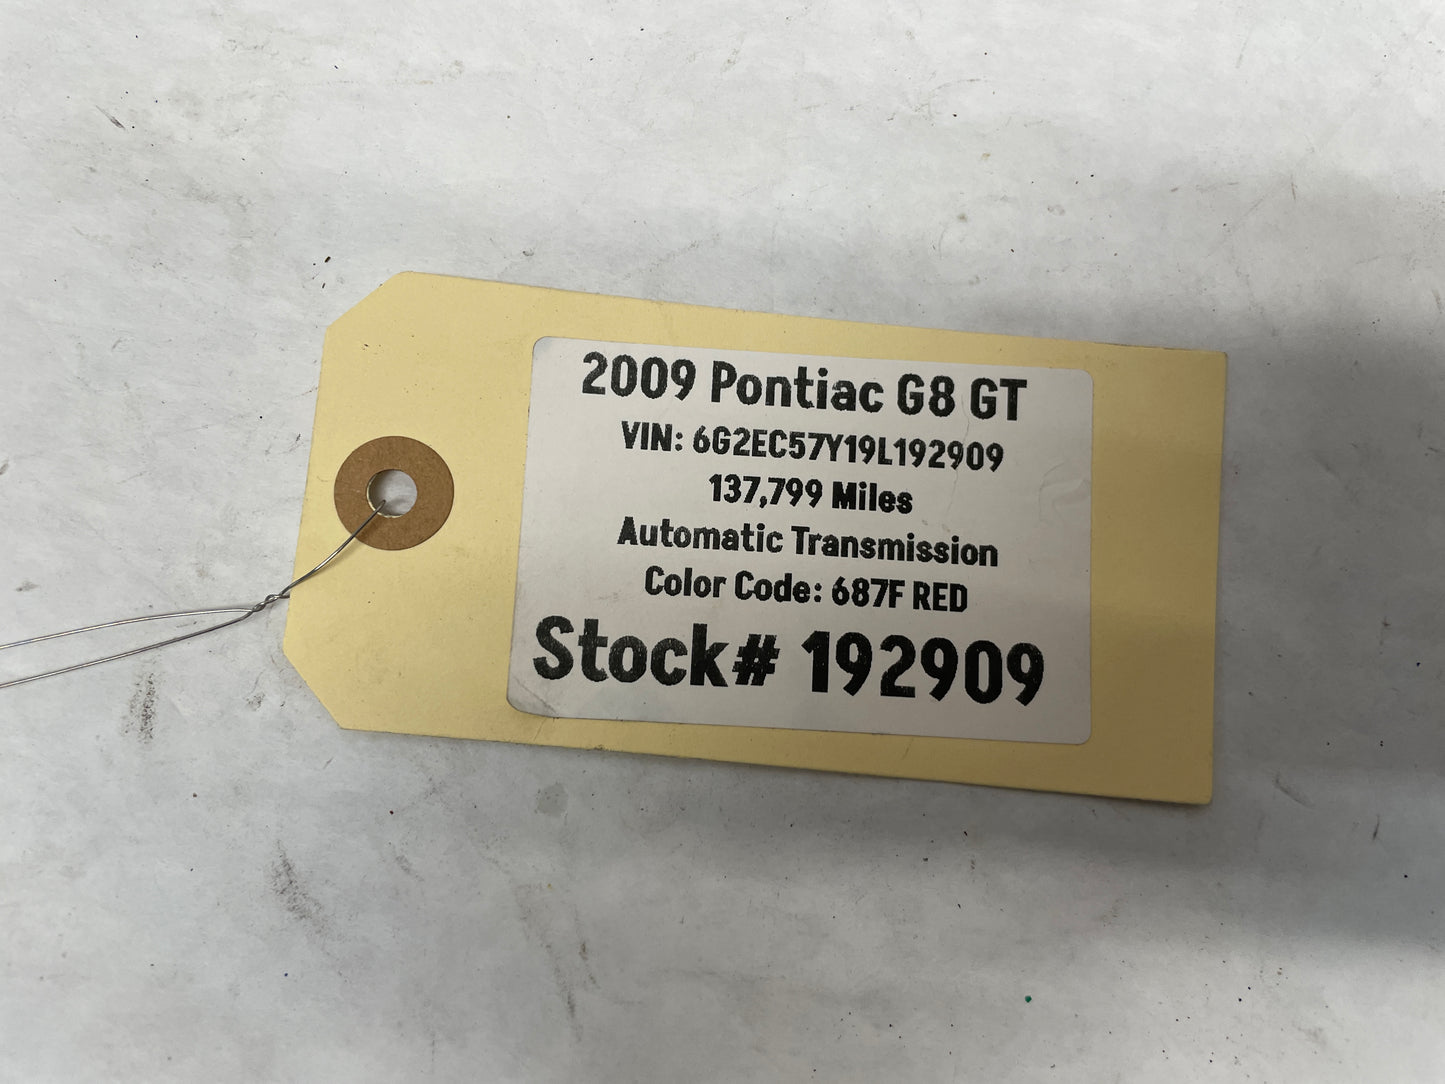 2009 Pontiac G8 GT
VIN: 6G2EC57Y19L192909
137,799 Miles
Automatic Transmission
Color Code: 687F RED
Stock# 192909